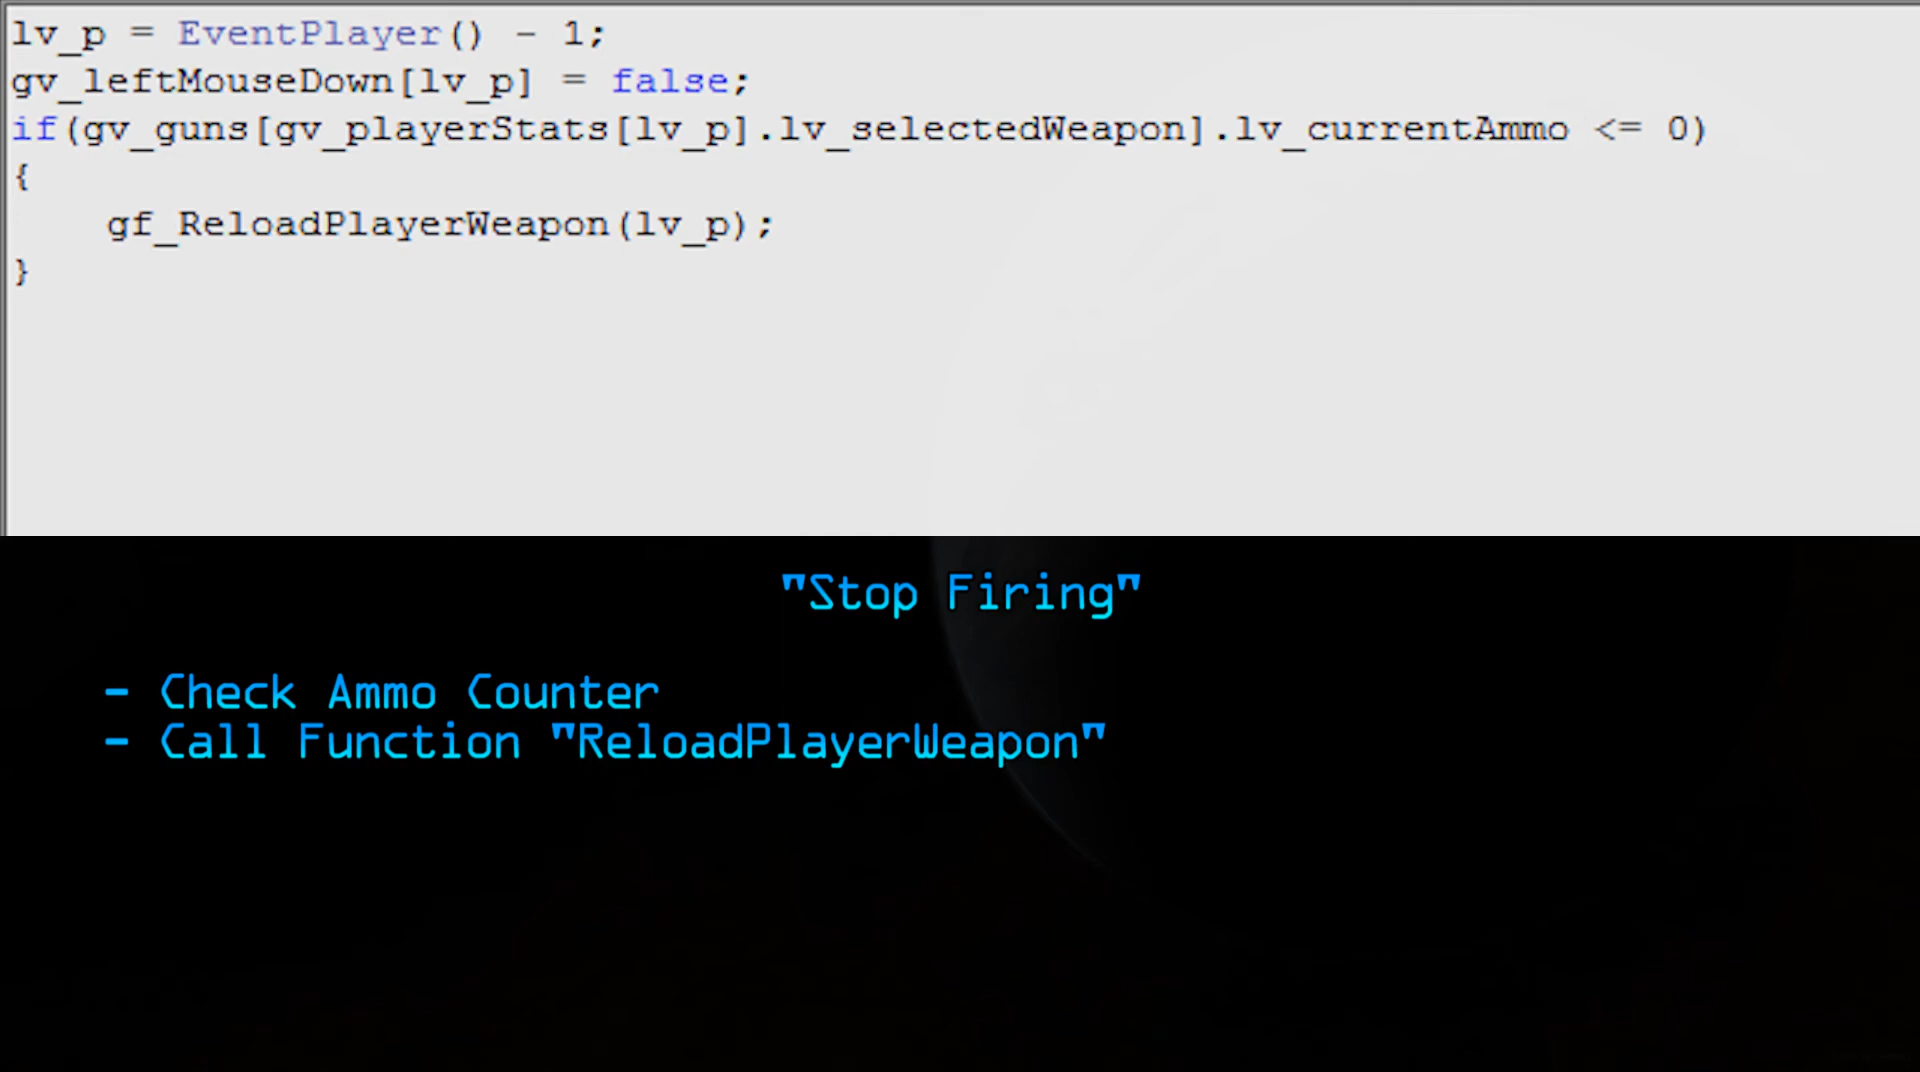 lv_p = EventPlayer() - 1;
gv_leftMouseDown[lv_p] = false;
if(gv_guns[gv_playerStats[lv_p].lv_selectedWeapon].lv_currentAmmo <= 0)
{
    gf_ReloadPlayerWeapon(lv_p);
}
"Stop Firing"
- Check Ammo Counter
- Call Function "ReloadPlayerWeapon"